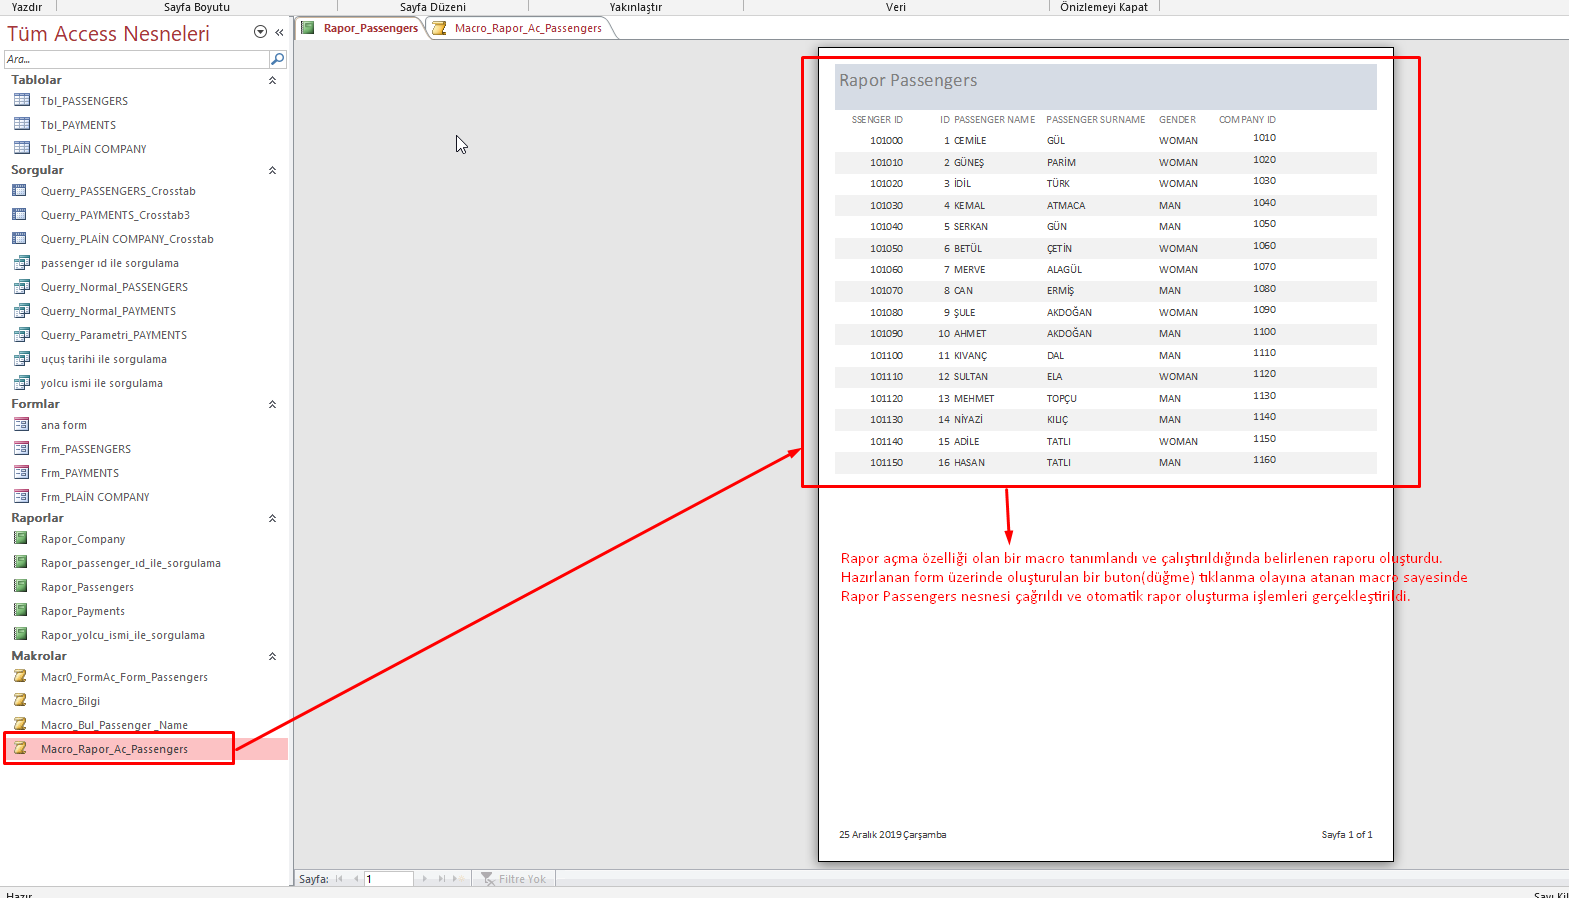 Yazdır Sayfa Boyutu Sayfa Düzeni Yakınlaştır Veri Önizlemeyi Kapat
Tüm Access Nesneleri
Ara...
Tablolar
Tbl_PASSENGERS
Tbl_PAYMENTS
Tbl_PLAİN COMPANY
Sorgular
Querry_PASSENGERS_Crosstab
Querry_PAYMENTS_Crosstab3
Querry_PLAİN COMPANY_Crosstab
passenger ıd ile sorgulama
Querry_Normal_PASSENGERS
Querry_Normal_PAYMENTS
Querry_Parametri_PAYMENTS
uçuş tarihi ile sorgulama
yolcu ismi ile sorgulama
Formlar
ana form
Frm_PASSENGERS
Frm_PAYMENTS
Frm_PLAİN COMPANY
Raporlar
Rapor_Company
Rapor_passenger_ıd_ile_sorgulama
Rapor_Passengers
Rapor_Payments
Rapor_yolcu_ismi_ile_sorgulama
Makrolar
Macr0_FormAc_Form_Passengers
Macro_Bilgi
Macro_Bul_Passenger _Name
Macro_Rapor_Ac_Passengers
Rapor_Passengers Macro_Rapor_Ac_Passengers
Rapor Passengers
SSENGER ID ID PASSENGER NAME PASSENGER SURNAME GENDER COMPANY ID
101000 1 CEMİLE GÜL WOMAN 1010
101010 2 GÜNEŞ PARİM WOMAN 1020
101020 3 İDİL TÜRK WOMAN 1030
101030 4 KEMAL ATMACA MAN 1040
101040 5 SERKAN GÜN MAN 1050
101050 6 BETÜL ÇETİN WOMAN 1060
101060 7 MERVE ALAGÜL WOMAN 1070
101070 8 CAN ERMİŞ MAN 1080
101080 9 ŞULE AKDOĞAN WOMAN 1090
101090 10 AHMET AKDOĞAN MAN 1100
101100 11 KIVANÇ DAL MAN 1110
101110 12 SULTAN ELA WOMAN 1120
101120 13 MEHMET TOPÇU MAN 1130
101130 14 NİYAZİ KILIÇ MAN 1140
101140 15 ADİLE TATLI WOMAN 1150
101150 16 HASAN TATLI MAN 1160
Rapor açma özelliği olan bir macro tanımlandı ve çalıştırıldığında belirlenen raporu oluşturdu.
Hazırlanan form üzerinde oluşturulan bir buton(düğme) tıklanma olayına atanan macro sayesinde
Rapor Passengers nesnesi çağrıldı ve otomatik rapor oluşturma işlemleri gerçekleştirildi.
25 Aralık 2019 Çarşamba Sayfa 1 of 1
Sayfa: 1 Filtre Yok
Hazır Sayı Kil